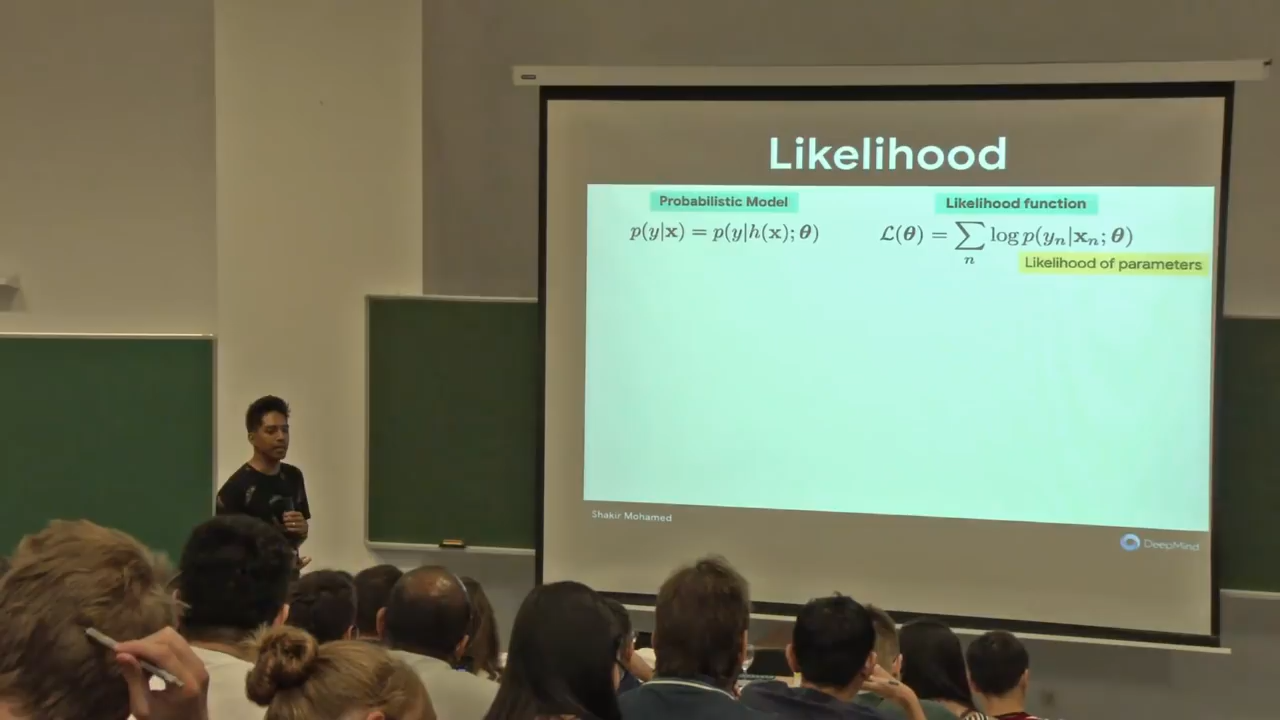 Likelihood
Probabilistic Model
p(y|x) = p(y|h(x); θ)
Likelihood function
ℒ(θ) = ∑ₙ log p(yₙ|xₙ; θ)
Likelihood of parameters
Shakir Mohamed
DeepMind